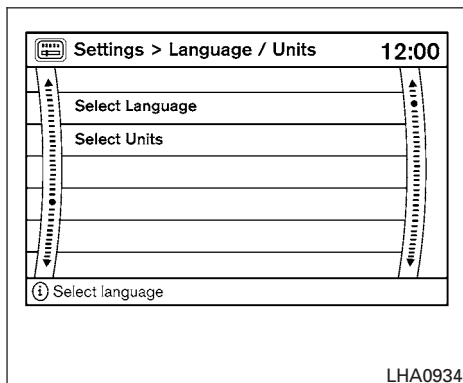 Settings > Language / Units 12:00
Select Language
Select Units
i Select language
LHA0934